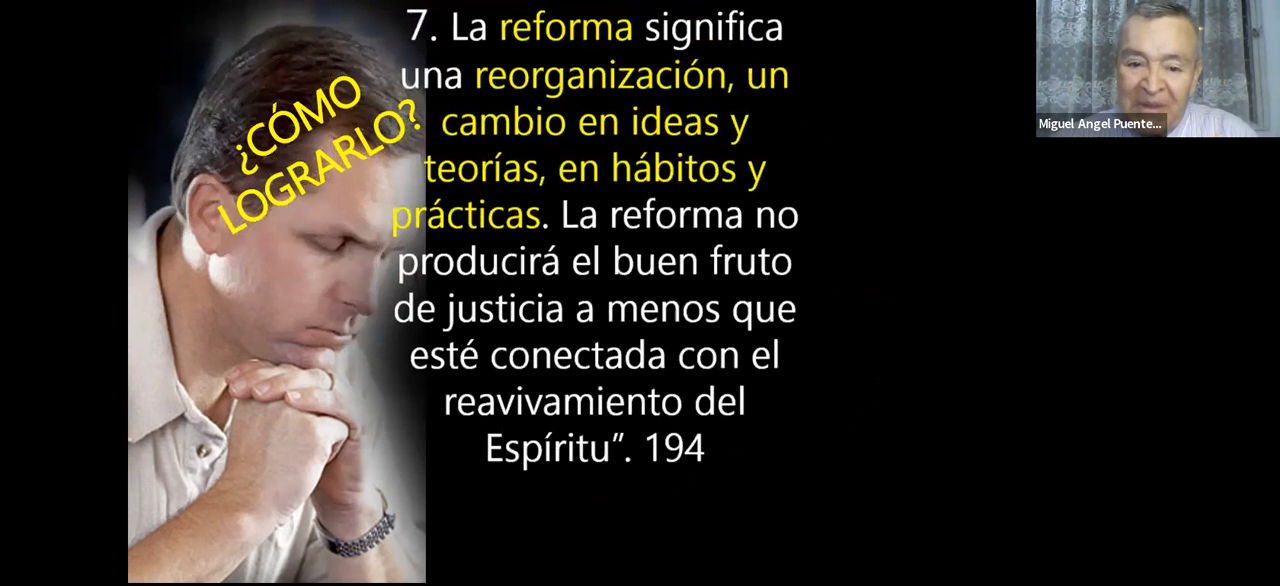 ¿CÓMO
LOGRARLO?
7. La reforma significa
una reorganización, un
cambio en ideas y
teorías, en hábitos y
prácticas. La reforma no
producirá el buen fruto
de justicia a menos que
esté conectada con el
reavivamiento del
Espíritu”. 194
Miguel Angel Puente...